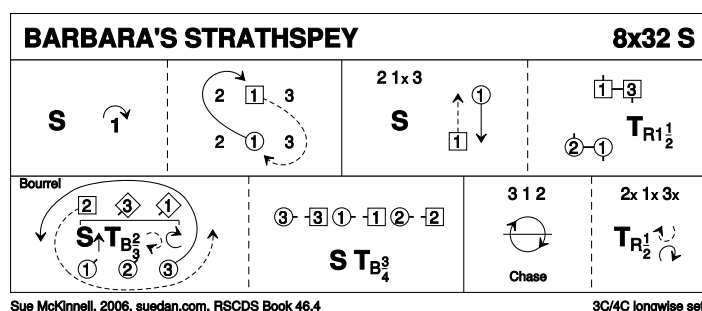 BARBARA'S STRATHSPEY 8x32 S
S 1
2 1 3
2 1 3
2 1x 3
S 1
1
1 3
2 1
TR1½
Bourrel
2 3 1
S TB⅔
1 2 3
3 3 1 1 2 2
S TB¾
3 1 2
Chase
2x 1x 3x
TR½
Sue McKinnell, 2006, suedan.com, RSCDS Book 46.4 3C/4C longwise set